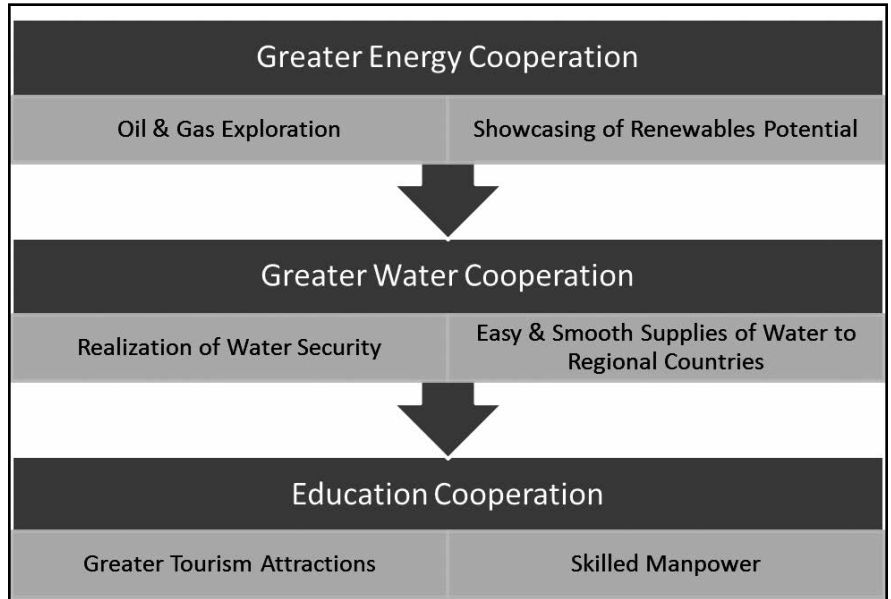 Greater Energy Cooperation
Oil & Gas Exploration
Showcasing of Renewables Potential
Greater Water Cooperation
Realization of Water Security
Easy & Smooth Supplies of Water to
Regional Countries
Education Cooperation
Greater Tourism Attractions
Skilled Manpower